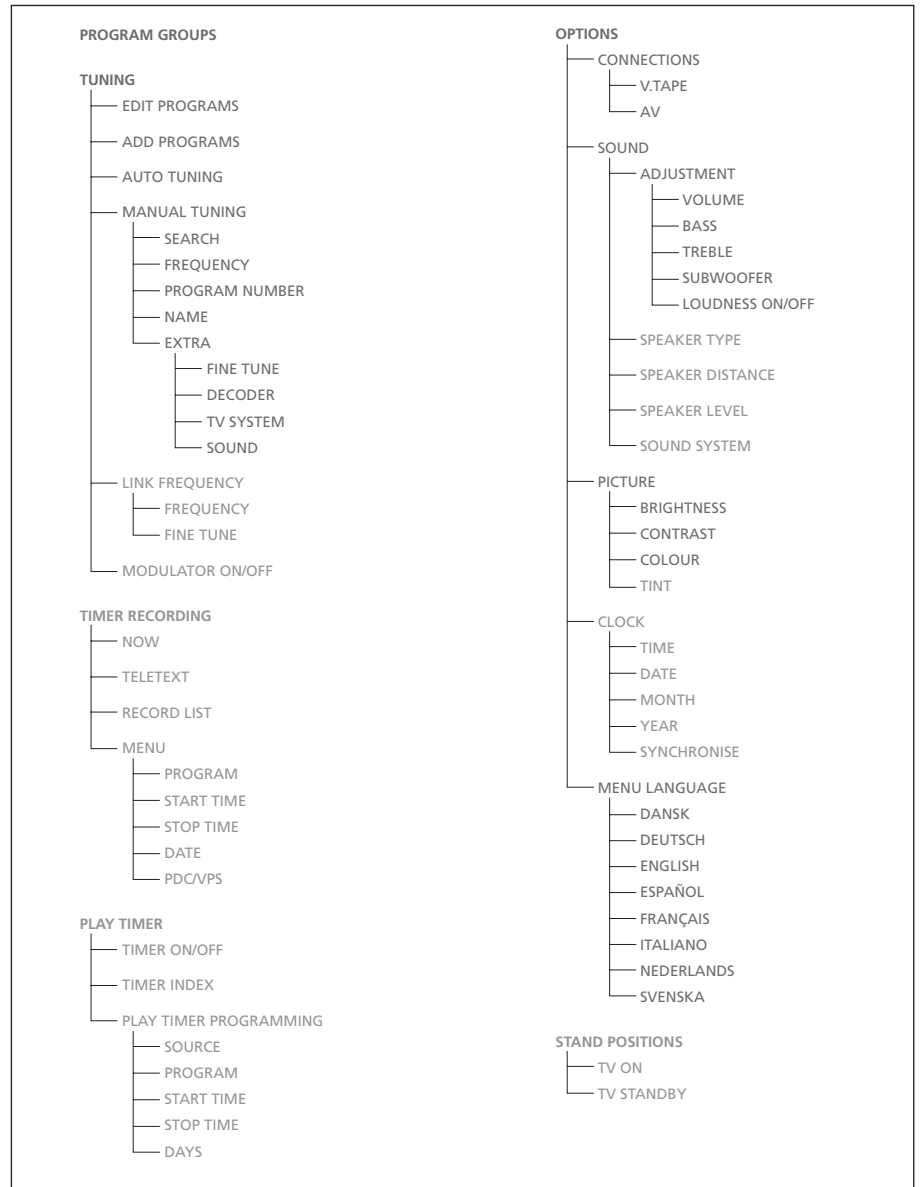 PROGRAM GROUPS
TUNING
EDIT PROGRAMS
ADD PROGRAMS
AUTO TUNING
MANUAL TUNING
SEARCH
FREQUENCY
PROGRAM NUMBER
NAME
EXTRA
FINE TUNE
DECODER
TV SYSTEM
SOUND
LINK FREQUENCY
FREQUENCY
FINE TUNE
MODULATOR ON/OFF
TIMER RECORDING
NOW
TELETEXT
RECORD LIST
MENU
PROGRAM
START TIME
STOP TIME
DATE
PDC/VPS
PLAY TIMER
TIMER ON/OFF
TIMER INDEX
PLAY TIMER PROGRAMMING
SOURCE
PROGRAM
START TIME
STOP TIME
DAYS
OPTIONS
CONNECTIONS
V.TAPE
AV
SOUND
ADJUSTMENT
VOLUME
BASS
TREBLE
SUBWOOFER
LOUDNESS ON/OFF
SPEAKER TYPE
SPEAKER DISTANCE
SPEAKER LEVEL
SOUND SYSTEM
PICTURE
BRIGHTNESS
CONTRAST
COLOUR
TINT
CLOCK
TIME
DATE
MONTH
YEAR
SYNCHRONISE
MENU LANGUAGE
DANSK
DEUTSCH
ENGLISH
ESPAÑOL
FRANÇAIS
ITALIANO
NEDERLANDS
SVENSKA
STAND POSITIONS
TV ON
TV STANDBY